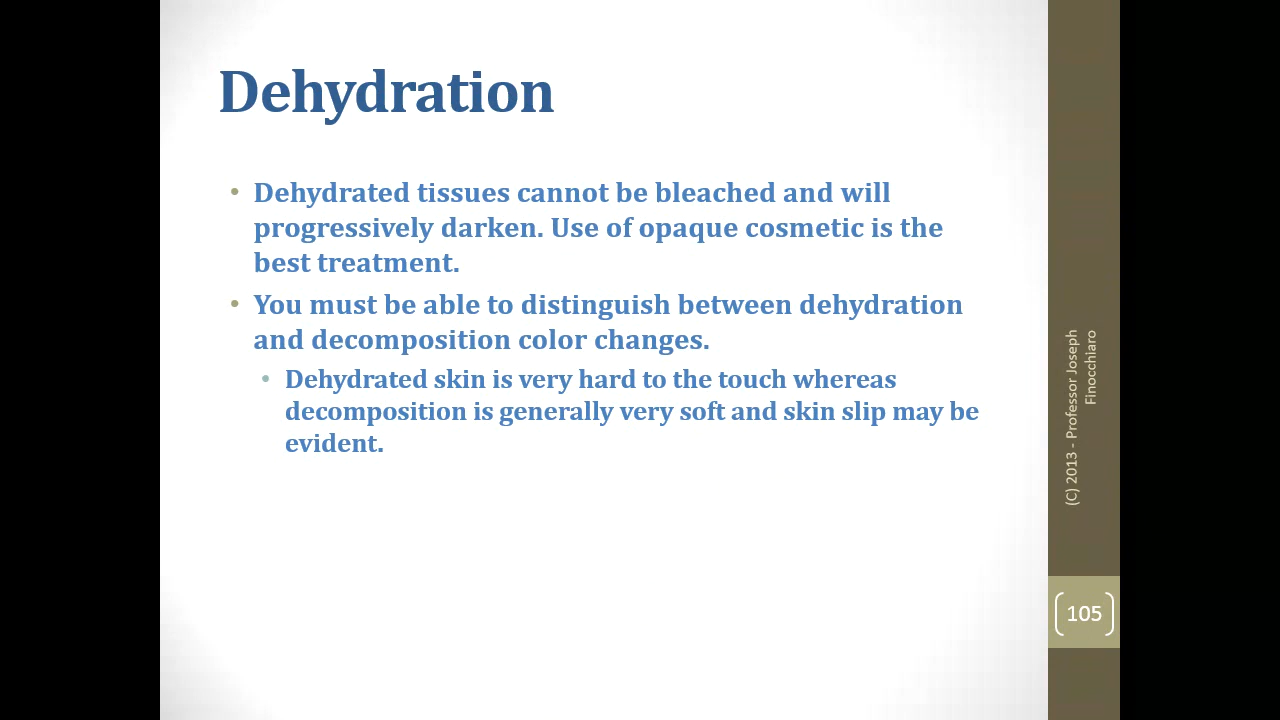 Dehydration
• Dehydrated tissues cannot be bleached and will
progressively darken. Use of opaque cosmetic is the
best treatment.
• You must be able to distinguish between dehydration
and decomposition color changes.
• Dehydrated skin is very hard to the touch whereas
decomposition is generally very soft and skin slip may be
evident.
(C) 2013 - Professor Joseph
Finocchiaro
105